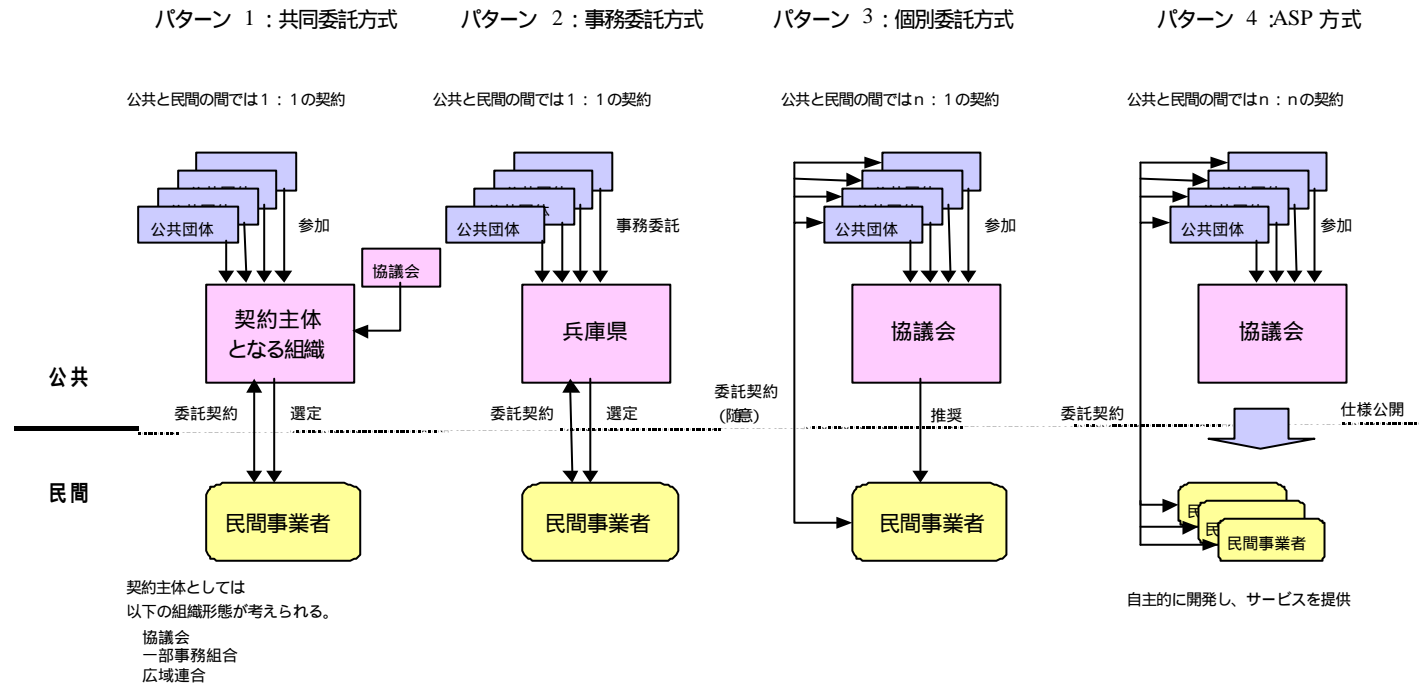 パターン 1：共同委託方式
公共と民間の間では1：1の契約
公共団体
参加
協議会
契約主体
となる組織
委託契約
選定
民間事業者
契約主体としては
以下の組織形態が考えられる。
協議会
一部事務組合
広域連合
パターン 2：事務委託方式
公共と民間の間では1：1の契約
公共団体
事務委託
兵庫県
委託契約
選定
民間事業者
パターン 3：個別委託方式
公共と民間の間ではn：1の契約
公共団体
参加
協議会
委託契約
(随意)
推奨
民間事業者
パターン 4：ASP 方式
公共と民間の間ではn：nの契約
公共団体
参加
協議会
委託契約
仕様公開
民
民
民間事業者
自主的に開発し、サービスを提供
公共
民間